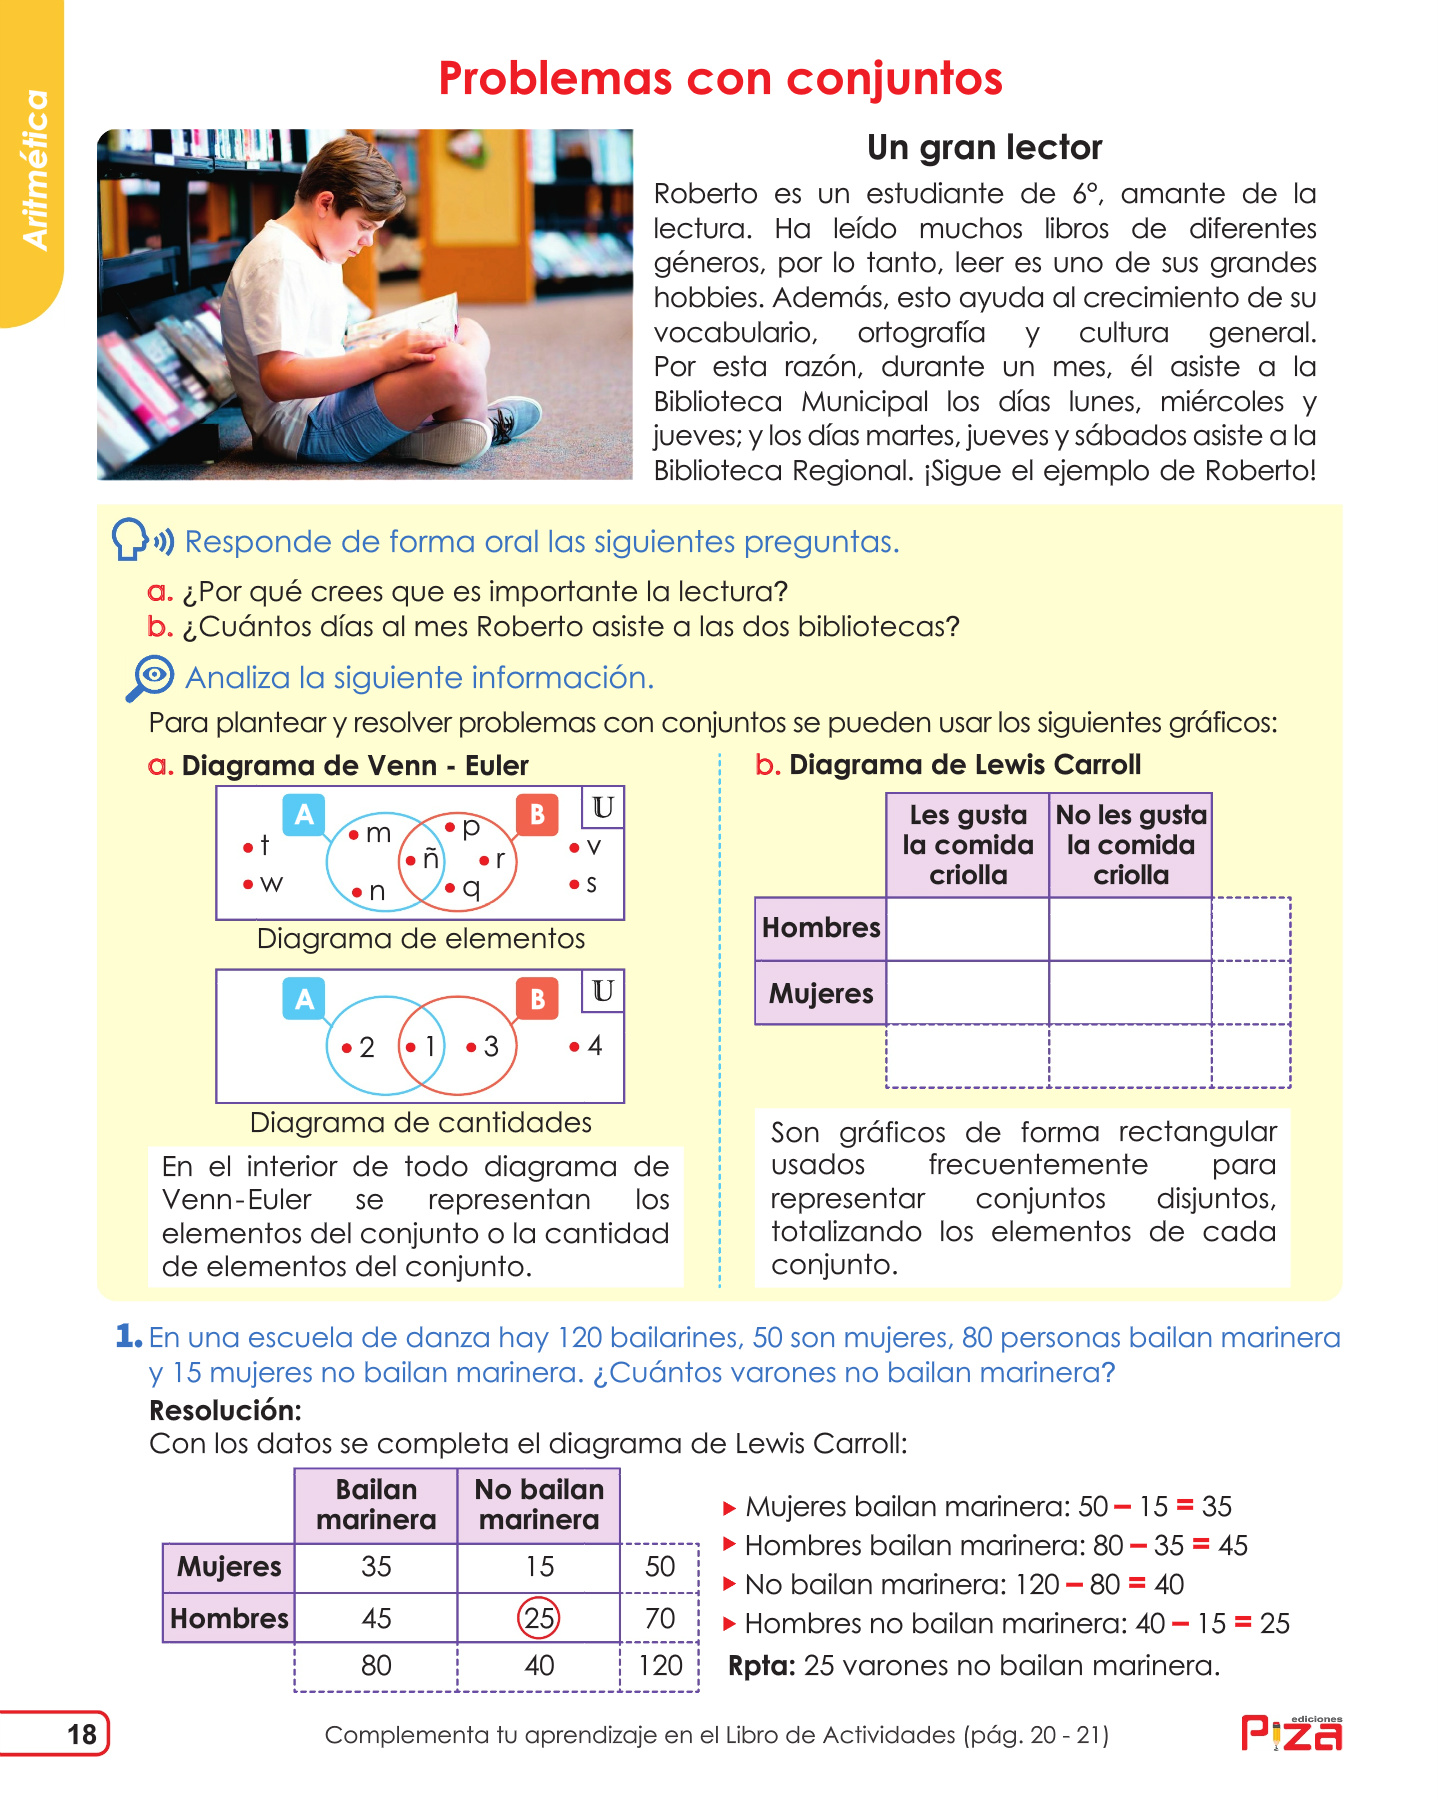 Aritmética
Problemas con conjuntos
Un gran lector
Roberto es un estudiante de 6°, amante de la
lectura. Ha leído muchos libros de diferentes
géneros, por lo tanto, leer es uno de sus grandes
hobbies. Además, esto ayuda al crecimiento de su
vocabulario, ortografía y cultura general.
Por esta razón, durante un mes, él asiste a la
Biblioteca Municipal los días lunes, miércoles y
jueves; y los días martes, jueves y sábados asiste a la
Biblioteca Regional. ¡Sigue el ejemplo de Roberto!
Responde de forma oral las siguientes preguntas.
a. ¿Por qué crees que es importante la lectura?
b. ¿Cuántos días al mes Roberto asiste a las dos bibliotecas?
Analiza la siguiente información.
Para plantear y resolver problemas con conjuntos se pueden usar los siguientes gráficos:
a. Diagrama de Venn - Euler
A B U
t m p v
ñ r
w n q s
Diagrama de elementos
A B U
2 1 3 4
Diagrama de cantidades
En el interior de todo diagrama de
Venn-Euler se representan los
elementos del conjunto o la cantidad
de elementos del conjunto.
b. Diagrama de Lewis Carroll
Les gusta
la comida
criolla
No les gusta
la comida
criolla
Hombres
Mujeres
Son gráficos de forma rectangular
usados frecuentemente para
representar conjuntos disjuntos,
totalizando los elementos de cada
conjunto.
1. En una escuela de danza hay 120 bailarines, 50 son mujeres, 80 personas bailan marinera
y 15 mujeres no bailan marinera. ¿Cuántos varones no bailan marinera?
Resolución:
Con los datos se completa el diagrama de Lewis Carroll:
Bailan
marinera
No bailan
marinera
Mujeres 35 15 50
Hombres 45 25 70
80 40 120
Mujeres bailan marinera: 50 – 15 = 35
Hombres bailan marinera: 80 – 35 = 45
No bailan marinera: 120 – 80 = 40
Hombres no bailan marinera: 40 – 15 = 25
Rpta: 25 varones no bailan marinera.
18
Complementa tu aprendizaje en el Libro de Actividades (pág. 20 - 21)
ediciones
Piza